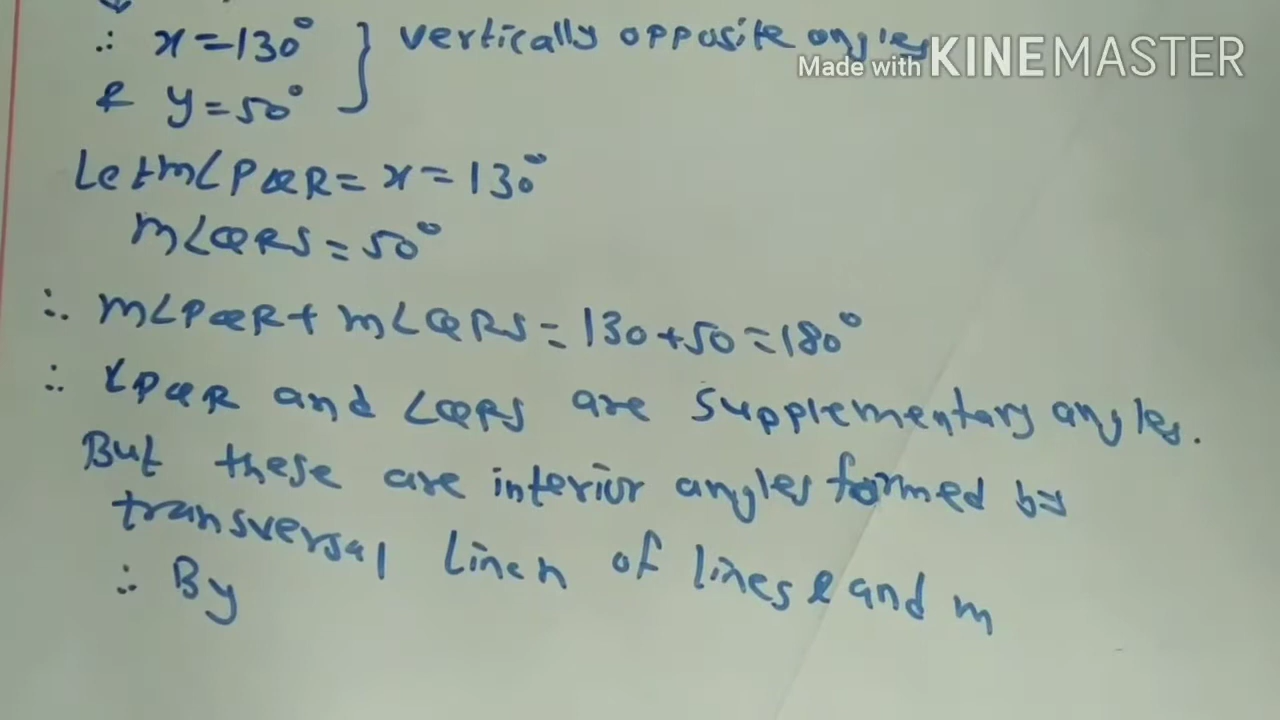 ∴ x=130° } vertically opposite angles
Made with KINEMASTER
& y=50°
Let m∠PQR = x = 130°
m∠QRS = 50°
∴ m∠PQR + m∠QRS = 130+50 = 180°
∴ ∠PQR and ∠QRS are supplementary angles.
But these are interior angles formed by
transversal line n of lines l and m
∴ By